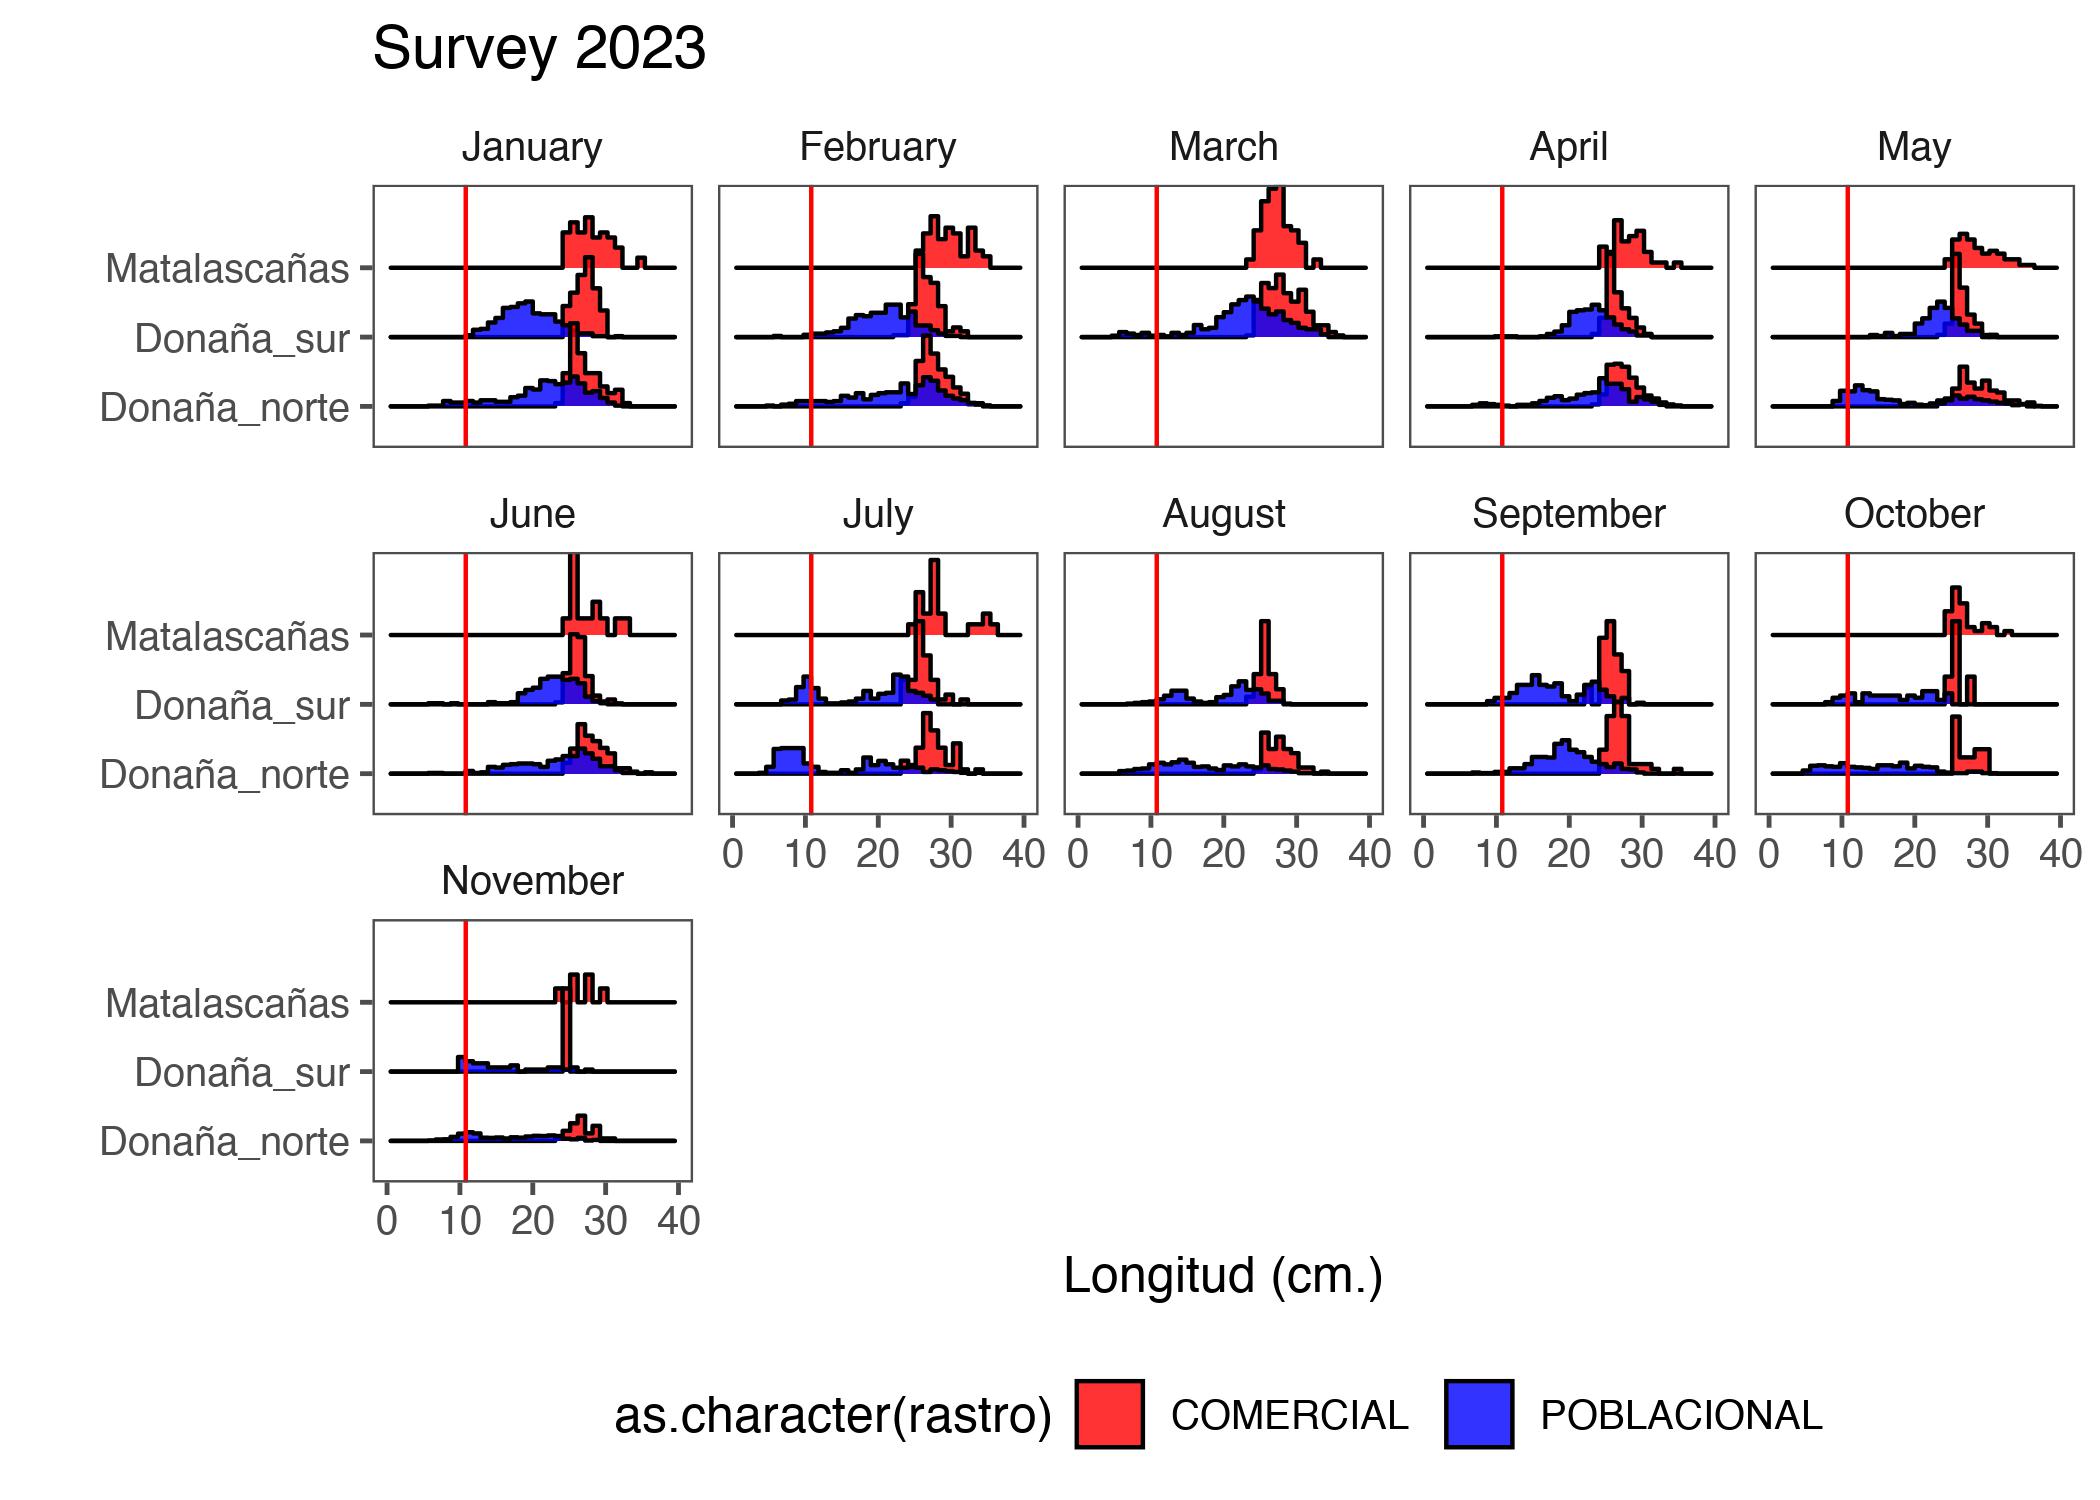 Survey 2023
January February March April May
Matalascañas
Donaña_sur
Donaña_norte
June July August September October
Matalascañas
Donaña_sur
Donaña_norte
0 10 20 30 40 0 10 20 30 40 0 10 20 30 40 0 10 20 30 40
November
Matalascañas
Donaña_sur
Donaña_norte
0 10 20 30 40
Longitud (cm.)
as.character(rastro) COMERCIAL POBLACIONAL